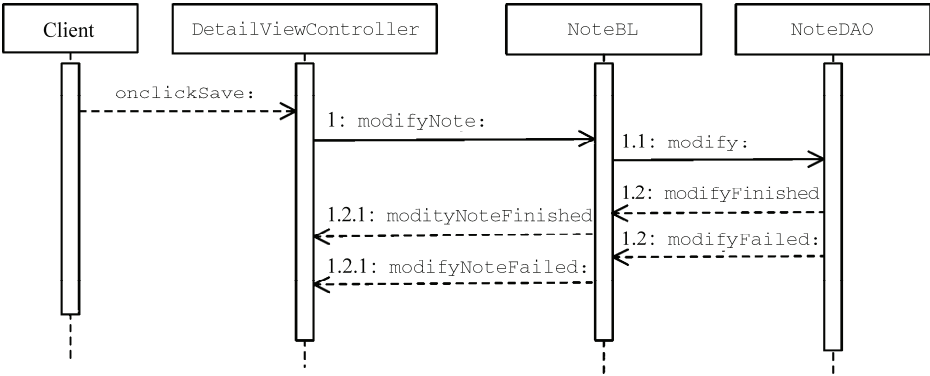 Client
DetailViewController
NoteBL
NoteDAO
onclickSave:
1: modifyNote:
1.1: modify:
1.2: modifyFinished
1.2.1: modityNoteFinished
1.2: modifyFailed:
1.2.1: modifyNoteFailed: